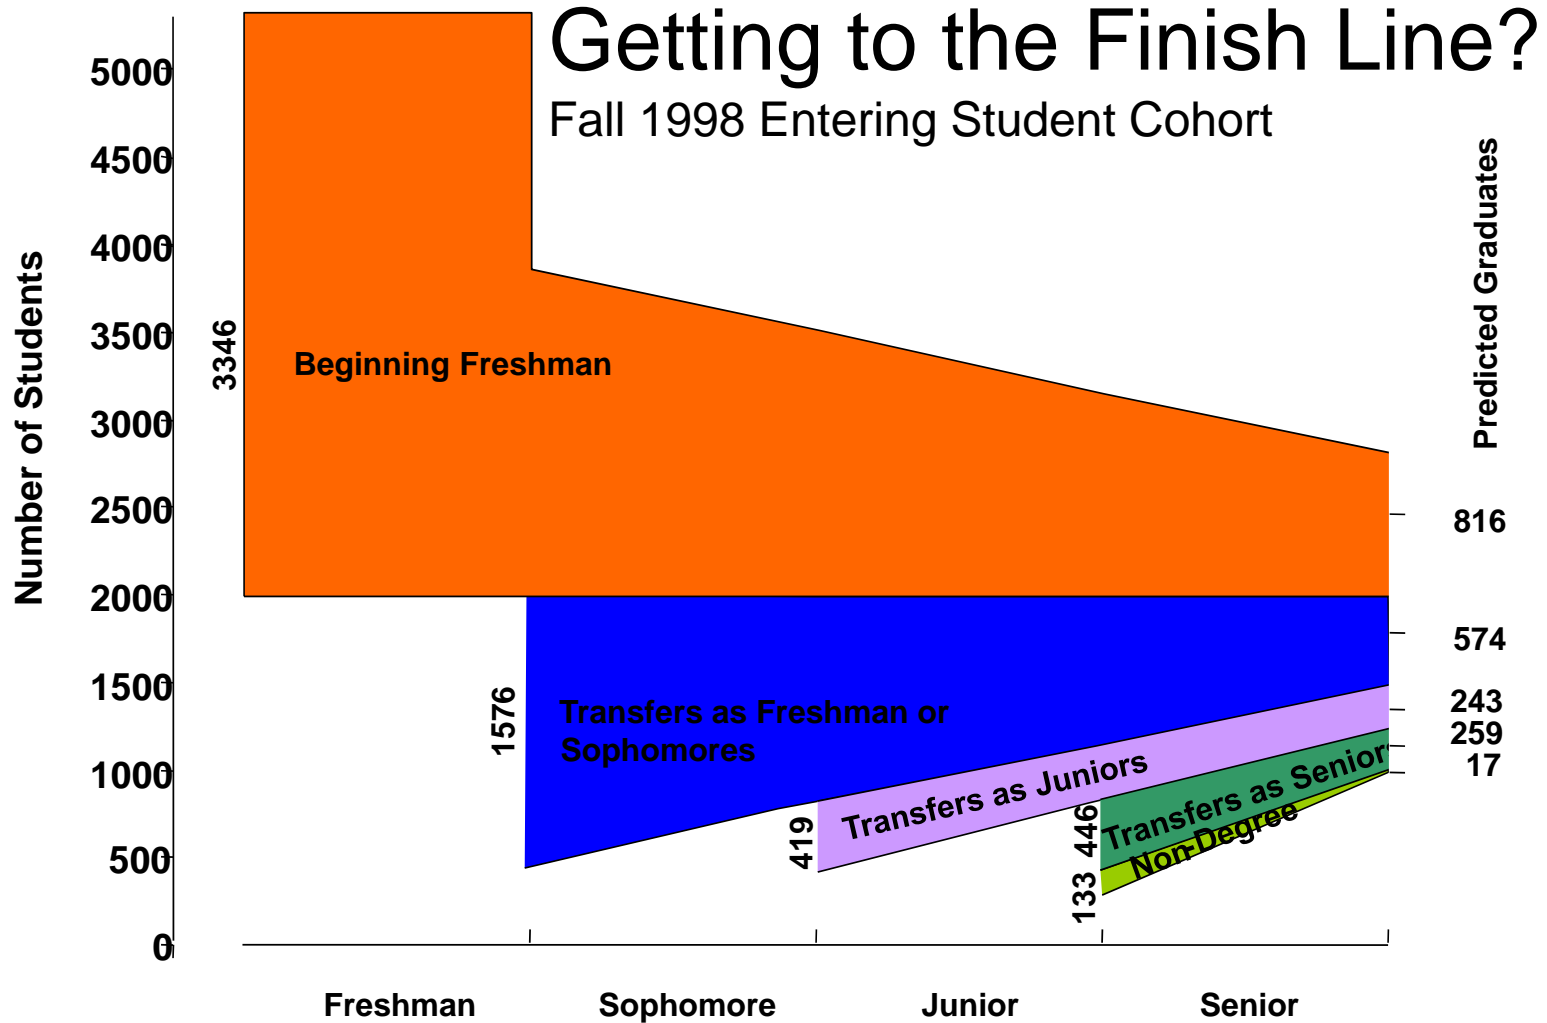 Getting to the Finish Line?
Fall 1998 Entering Student Cohort
Number of Students
5000
4500
4000
3500
3000
2500
2000
1500
1000
500
0
3346
Beginning Freshman
1576
Transfers as Freshman or
Sophomores
419
Transfers as Juniors
446
Transfers as Seniors
133
Non-Degree
Predicted Graduates
816
574
243
259
17
Freshman
Sophomore
Junior
Senior